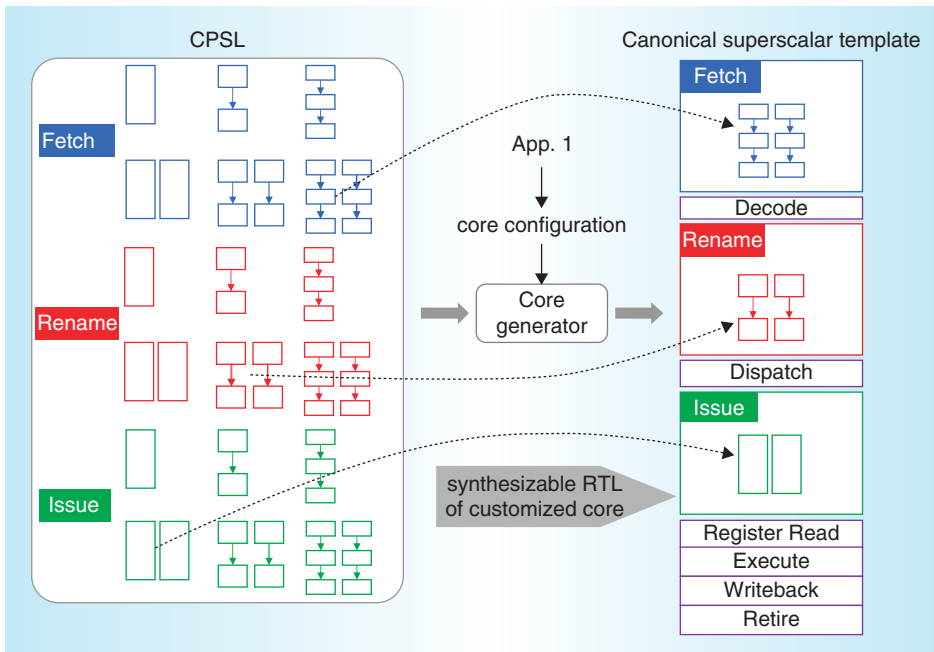 CPSL
Fetch
Rename
Issue
App. 1
core configuration
Core
generator
synthesizable RTL
of customized core
Canonical superscalar template
Fetch
Decode
Rename
Dispatch
Issue
Register Read
Execute
Writeback
Retire